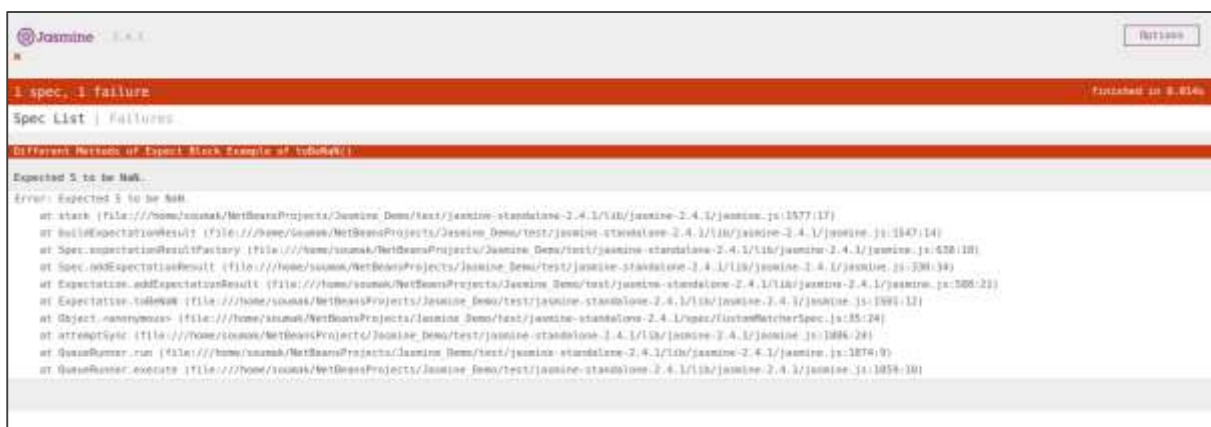 Jasmine 2.4.1
Options
1 spec, 1 failure
finished in 0.014s
Spec List | Failures
Different Methods of Expect Block Example of toBeNaN()
Expected 5 to be NaN.
Error: Expected 5 to be NaN.
at stack (file:///home/soumak/NetBeansProjects/Jasmine_Demo/test/jasmine-standalone-2.4.1/lib/jasmine-2.4.1/jasmine.js:1577:17)
at buildExpectationResult (file:///home/soumak/NetBeansProjects/Jasmine_Demo/test/jasmine-standalone-2.4.1/lib/jasmine-2.4.1/jasmine.js:1547:14)
at Spec.expectationResultFactory (file:///home/soumak/NetBeansProjects/Jasmine_Demo/test/jasmine-standalone-2.4.1/lib/jasmine-2.4.1/jasmine.js:638:18)
at Spec.addExpectationResult (file:///home/soumak/NetBeansProjects/Jasmine_Demo/test/jasmine-standalone-2.4.1/lib/jasmine-2.4.1/jasmine.js:330:34)
at Expectation.addExpectationResult (file:///home/soumak/NetBeansProjects/Jasmine_Demo/test/jasmine-standalone-2.4.1/lib/jasmine-2.4.1/jasmine.js:588:21)
at Expectation.toBeNaN (file:///home/soumak/NetBeansProjects/Jasmine_Demo/test/jasmine-standalone-2.4.1/lib/jasmine-2.4.1/jasmine.js:1501:12)
at Object.<anonymous> (file:///home/soumak/NetBeansProjects/Jasmine_Demo/test/jasmine-standalone-2.4.1/spec/CustomMatcherSpec.js:35:24)
at attemptSync (file:///home/soumak/NetBeansProjects/Jasmine_Demo/test/jasmine-standalone-2.4.1/lib/jasmine-2.4.1/jasmine.js:1886:24)
at QueueRunner.run (file:///home/soumak/NetBeansProjects/Jasmine_Demo/test/jasmine-standalone-2.4.1/lib/jasmine-2.4.1/jasmine.js:1874:9)
at QueueRunner.execute (file:///home/soumak/NetBeansProjects/Jasmine_Demo/test/jasmine-standalone-2.4.1/lib/jasmine-2.4.1/jasmine.js:1859:10)